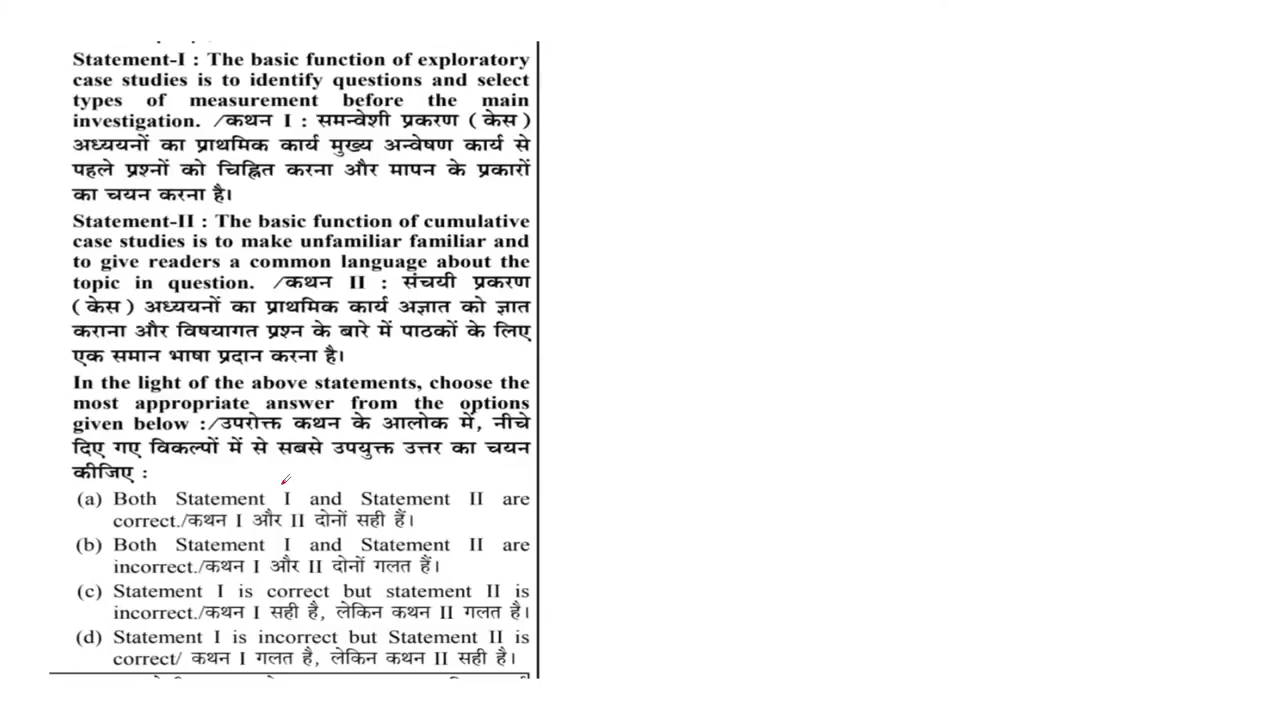 Statement-I : The basic function of exploratory
case studies is to identify questions and select
types of measurement before the main
investigation. /कथन I : समन्वेशी प्रकरण (केस)
अध्ययनों का प्राथमिक कार्य मुख्य अन्वेषण कार्य से
पहले प्रश्नों को चिह्नित करना और मापन के प्रकारों
का चयन करना है।
Statement-II : The basic function of cumulative
case studies is to make unfamiliar familiar and
to give readers a common language about the
topic in question. /कथन II : संचयी प्रकरण
(केस) अध्ययनों का प्राथमिक कार्य अज्ञात को ज्ञात
कराना और विषयागत प्रश्न के बारे में पाठकों के लिए
एक समान भाषा प्रदान करना है।
In the light of the above statements, choose the
most appropriate answer from the options
given below :/उपरोक्त कथन के आलोक में, नीचे
दिए गए विकल्पों में से सबसे उपयुक्त उत्तर का चयन
कीजिए :
(a) Both Statement I and Statement II are
correct./कथन I और II दोनों सही हैं।
(b) Both Statement I and Statement II are
incorrect./कथन I और II दोनों गलत हैं।
(c) Statement I is correct but statement II is
incorrect./कथन I सही है, लेकिन कथन II गलत है।
(d) Statement I is incorrect but Statement II is
correct/ कथन I गलत है, लेकिन कथन II सही है।